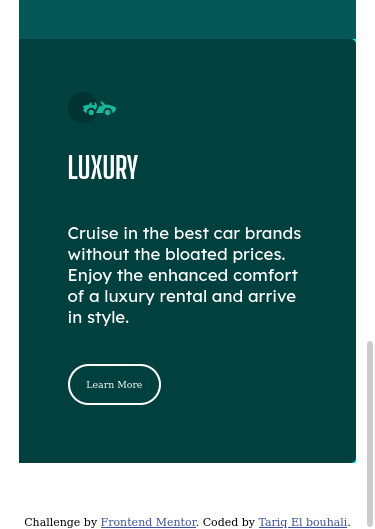 LUXURY
Cruise in the best car brands
without the bloated prices.
Enjoy the enhanced comfort
of a luxury rental and arrive
in style.
Learn More
Challenge by Frontend Mentor. Coded by Tariq El bouhali.